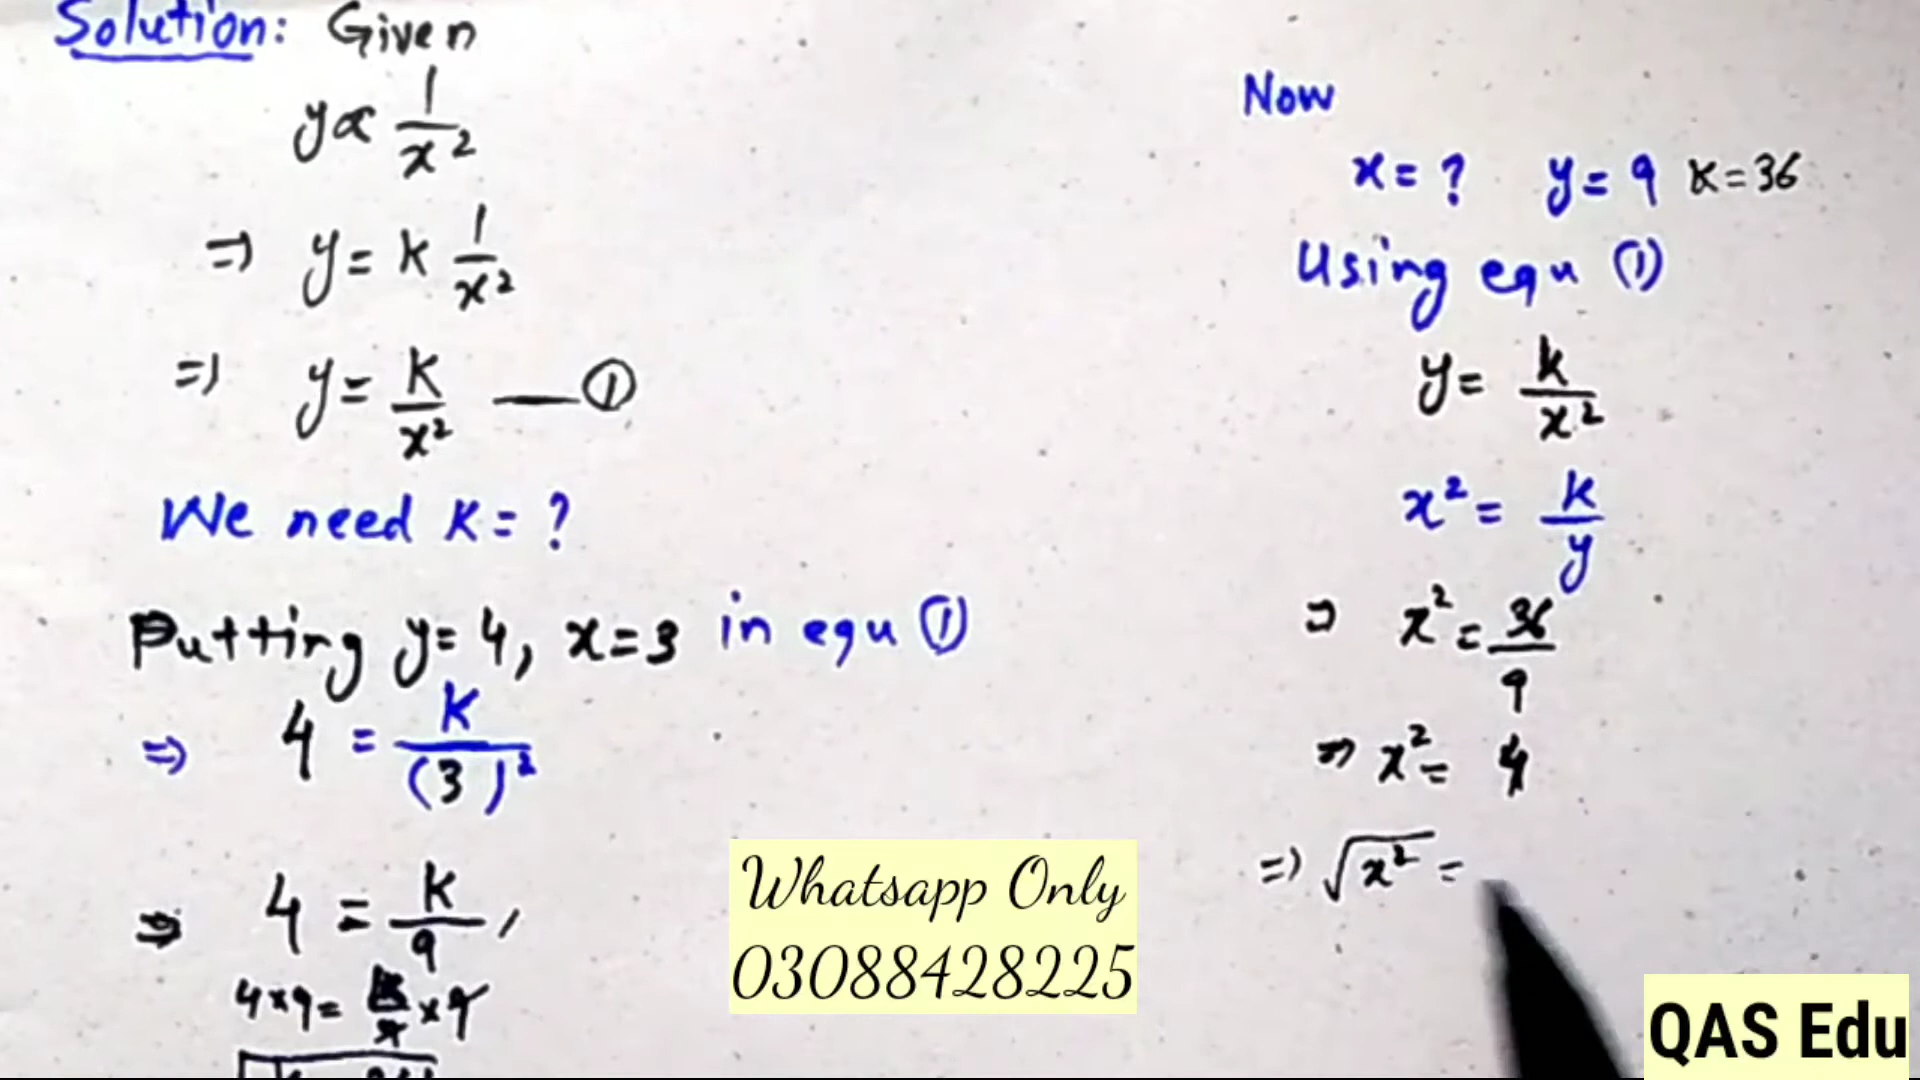 Solution: Given
y∝ 1/x²
=> y= k 1/x²
=> y= k/x² — ①
We need k= ?
Putting y= 4, x=3 in equ ①
=> 4 = k/(3)²
=> 4 = k/9 ,
4×9= k/9 ×9
Now
x= ? y= 9 k=36
Using equ ①
y= k/x²
x²= k/y
=> x²= 36/9
=> x²= 4
=> √x² =
Whatsapp Only
03088428225
QAS Edu